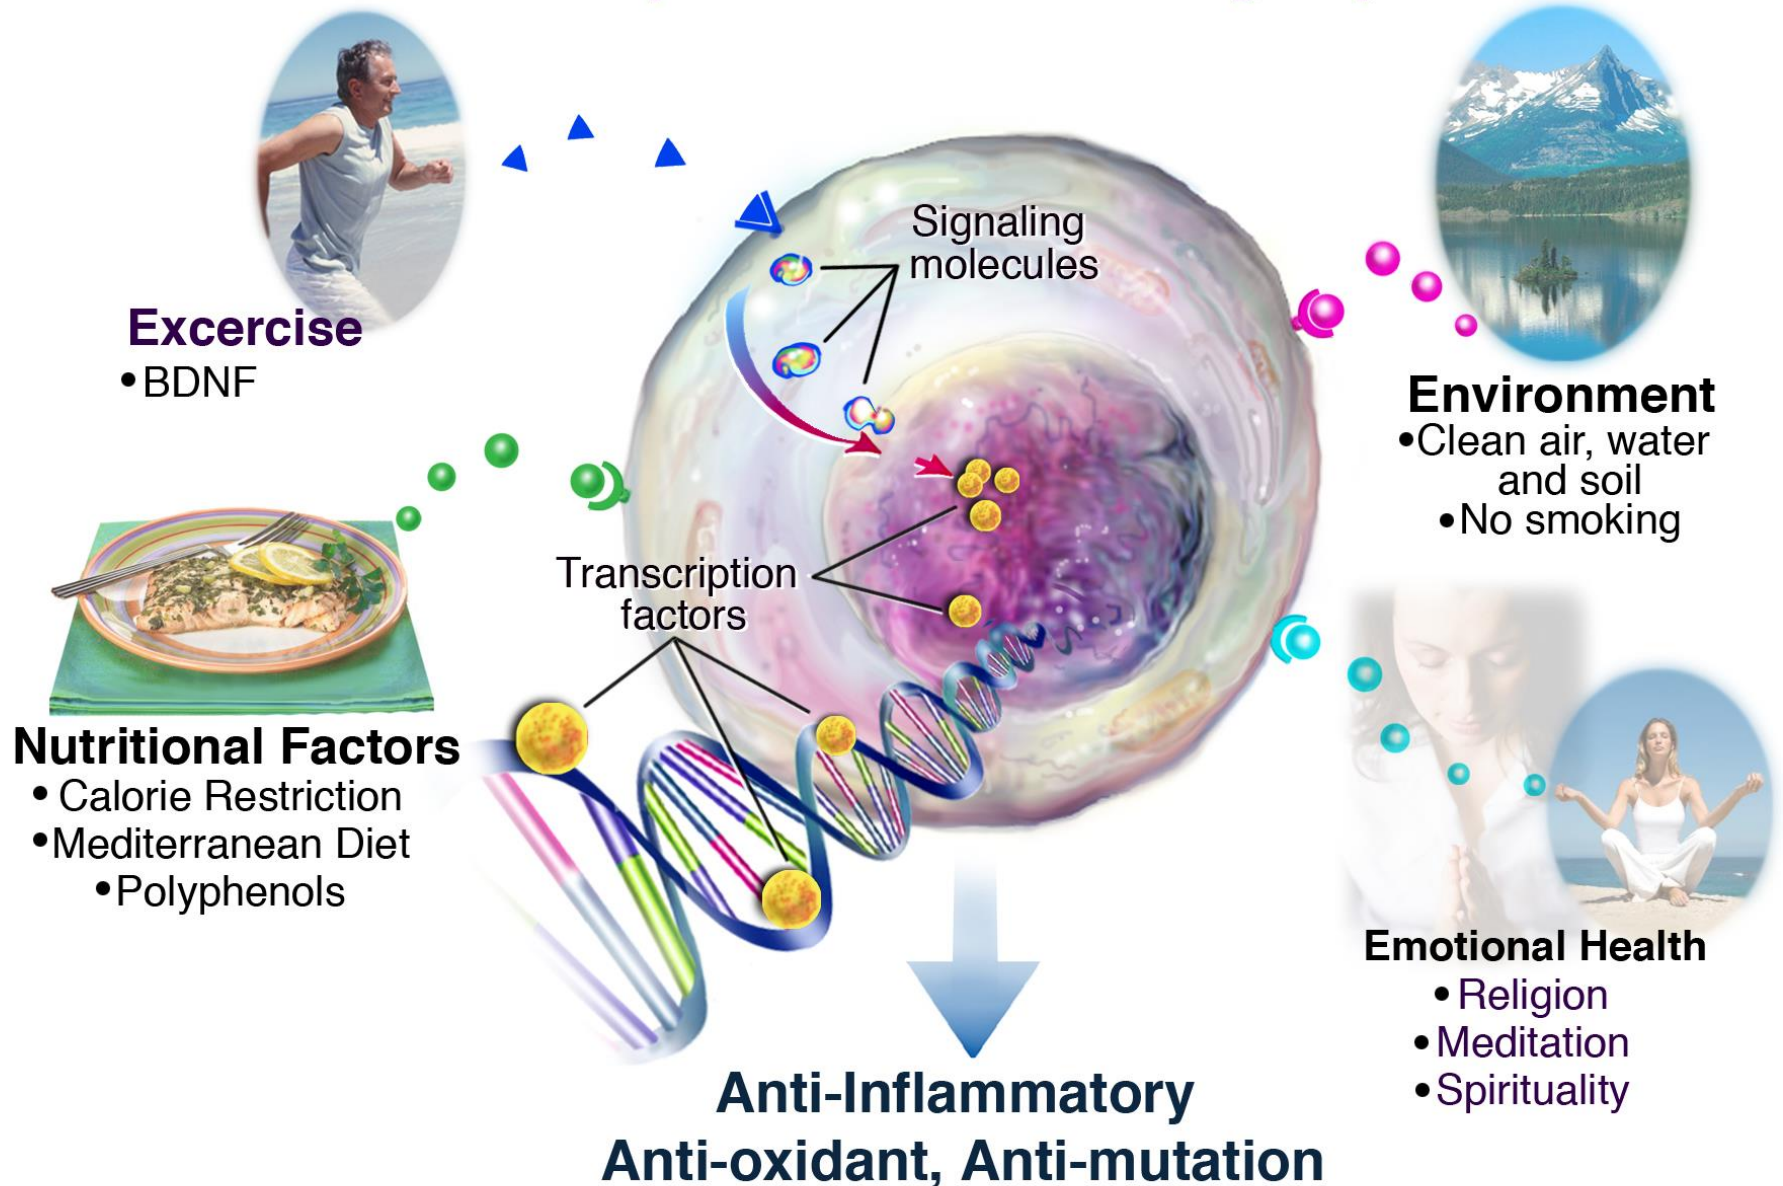 Signaling
molecules
Excercise
• BDNF
Environment
•Clean air, water
and soil
•No smoking
Transcription
factors
Nutritional Factors
• Calorie Restriction
•Mediterranean Diet
•Polyphenols
Emotional Health
• Religion
• Meditation
• Spirituality
Anti-Inflammatory
Anti-oxidant, Anti-mutation